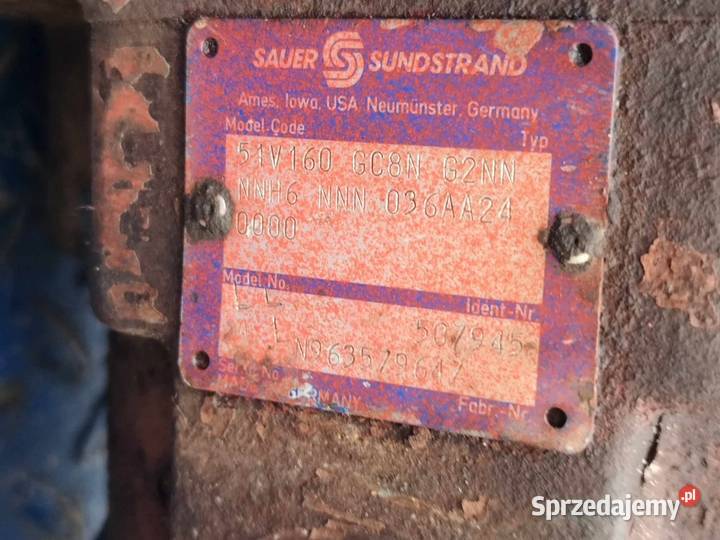 SAUER SUNDSTRAND
Ames, Iowa, USA Neumünster, Germany
Model Code Typ
51V160 GC8N G2NN
NNH6 NNN 036AA24
0000
Model No. Ident-Nr.
507945
Serial No. Fabr.-Nr.
GERMANY
Sprzedajemy.pl